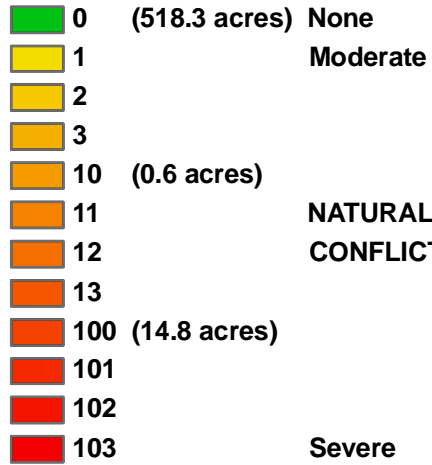 0 (518.3 acres) None
1 Moderate
2
3
10 (0.6 acres)
11 NATURAL
12 CONFLICT
13
100 (14.8 acres)
101
102
103 Severe